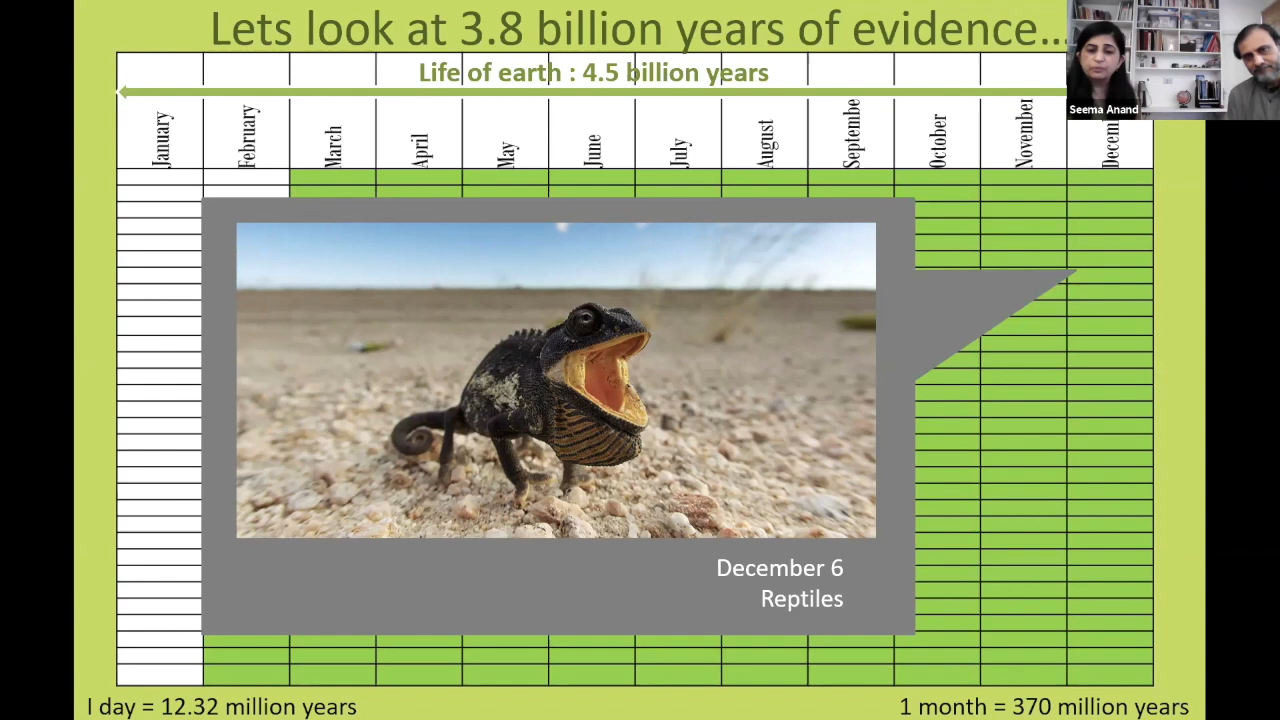 Lets look at 3.8 billion years of evidence...
Life of earth : 4.5 billion years
Seema Anand
January
February
March
April
May
June
July
August
Septembe
October
November
Decem
December 6
Reptiles
I day = 12.32 million years
1 month = 370 million years